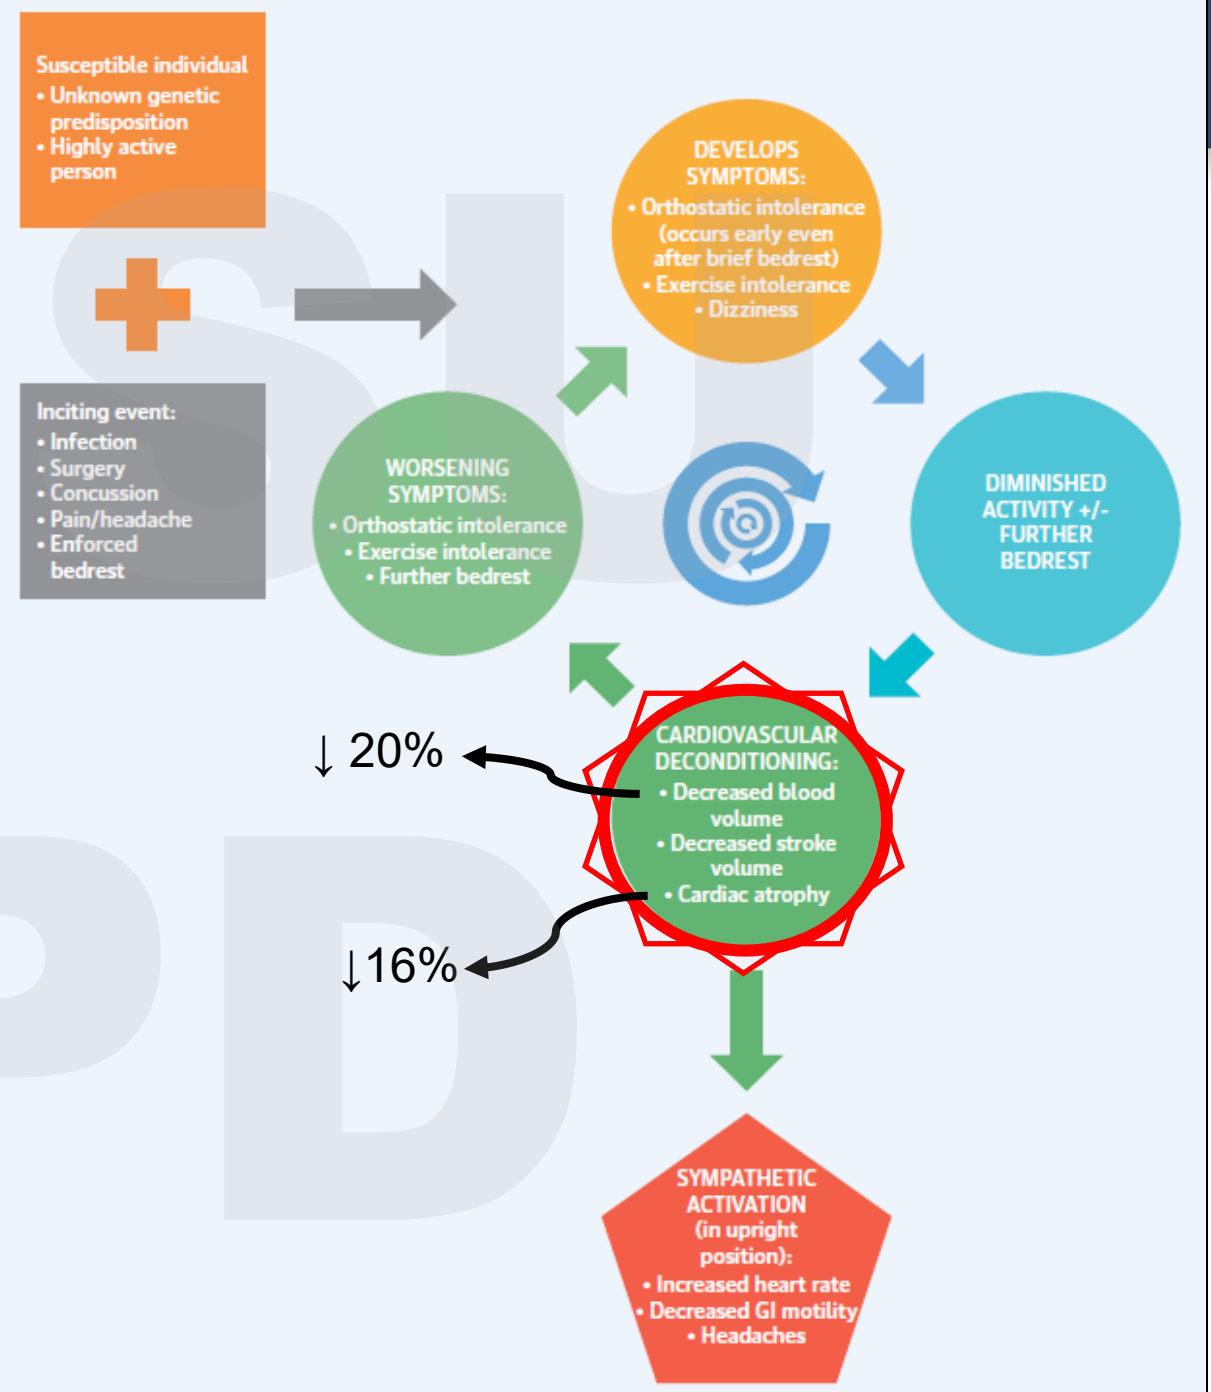 Susceptible individual
• Unknown genetic
predisposition
• Highly active
person
Inciting event:
• Infection
• Surgery
• Concussion
• Pain/headache
• Enforced
bedrest
DEVELOPS
SYMPTOMS:
• Orthostatic intolerance
(occurs early even
after brief bedrest)
• Exercise intolerance
• Dizziness
DIMINISHED
ACTIVITY +/-
FURTHER
BEDREST
CARDIOVASCULAR
DECONDITIONING:
• Decreased blood
volume
• Decreased stroke
volume
• Cardiac atrophy
↓ 20%
↓16%
WORSENING
SYMPTOMS:
• Orthostatic intolerance
• Exercise intolerance
• Further bedrest
SYMPATHETIC
ACTIVATION
(in upright
position):
• Increased heart rate
• Decreased GI motility
• Headaches
SU
PD